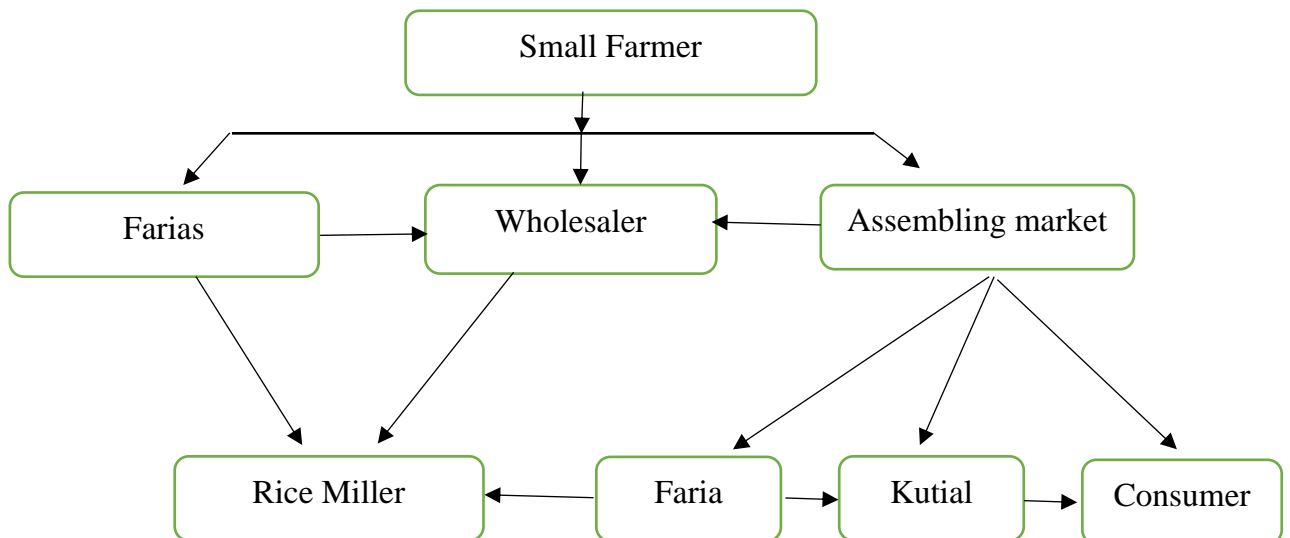 Small Farmer
Farias
Wholesaler
Assembling market
Rice Miller
Faria
Kutial
Consumer